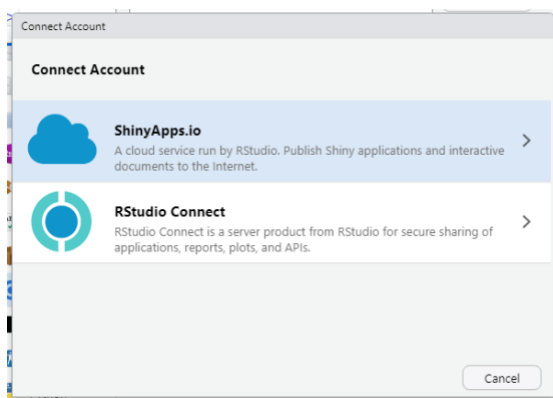 Connect Account
Connect Account
ShinyApps.io
A cloud service run by RStudio. Publish Shiny applications and interactive
documents to the Internet.
RStudio Connect
RStudio Connect is a server product from RStudio for secure sharing of
applications, reports, plots, and APIs.
Cancel